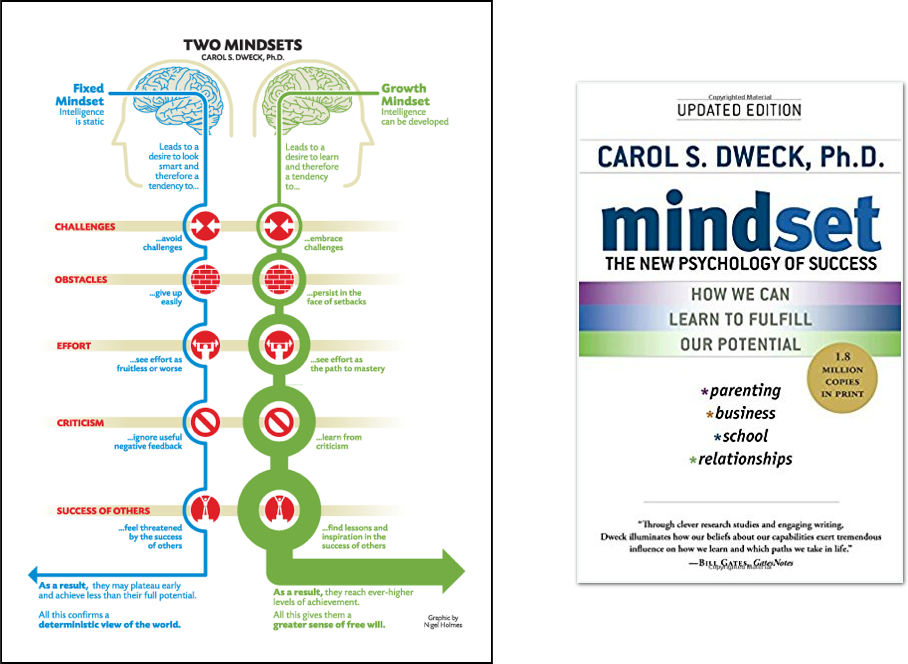 TWO MINDSETS
CAROL S. DWECK, Ph.D.
Fixed
Mindset
Intelligence
is static
Growth
Mindset
Intelligence
can be developed
Leads to a
desire to look
smart and
therefore a
tendency to...
Leads to a
desire to learn
and therefore
a tendency
to...
CHALLENGES
...avoid
challenges
...embrace
challenges
OBSTACLES
...give up
easily
...persist in the
face of setbacks
EFFORT
...see effort as
fruitless or worse
...see effort as
the path to mastery
CRITICISM
...ignore useful
negative feedback
...learn from
criticism
SUCCESS OF OTHERS
...feel threatened
by the success
of others
...find lessons and
inspiration in the
success of others
As a result, they may plateau early
and achieve less than their full potential.
All this confirms a
deterministic view of the world.
As a result, they reach ever-higher
levels of achievement.
All this gives them a
greater sense of free will.
Graphic by
Nigel Holmes
Copyrighted Material
UPDATED EDITION
CAROL S. DWECK, Ph.D.
mindset
THE NEW PSYCHOLOGY OF SUCCESS
HOW WE CAN
LEARN TO FULFILL
OUR POTENTIAL
1.8
MILLION
COPIES
IN PRINT
*parenting
*business
*school
*relationships
“Through clever research studies and engaging writing,
Dweck illuminates how our beliefs about our capabilities exert tremendous
influence on how we learn and which paths we take in life.”
—BILL GATES, GatesNotes
Copyrighted Material